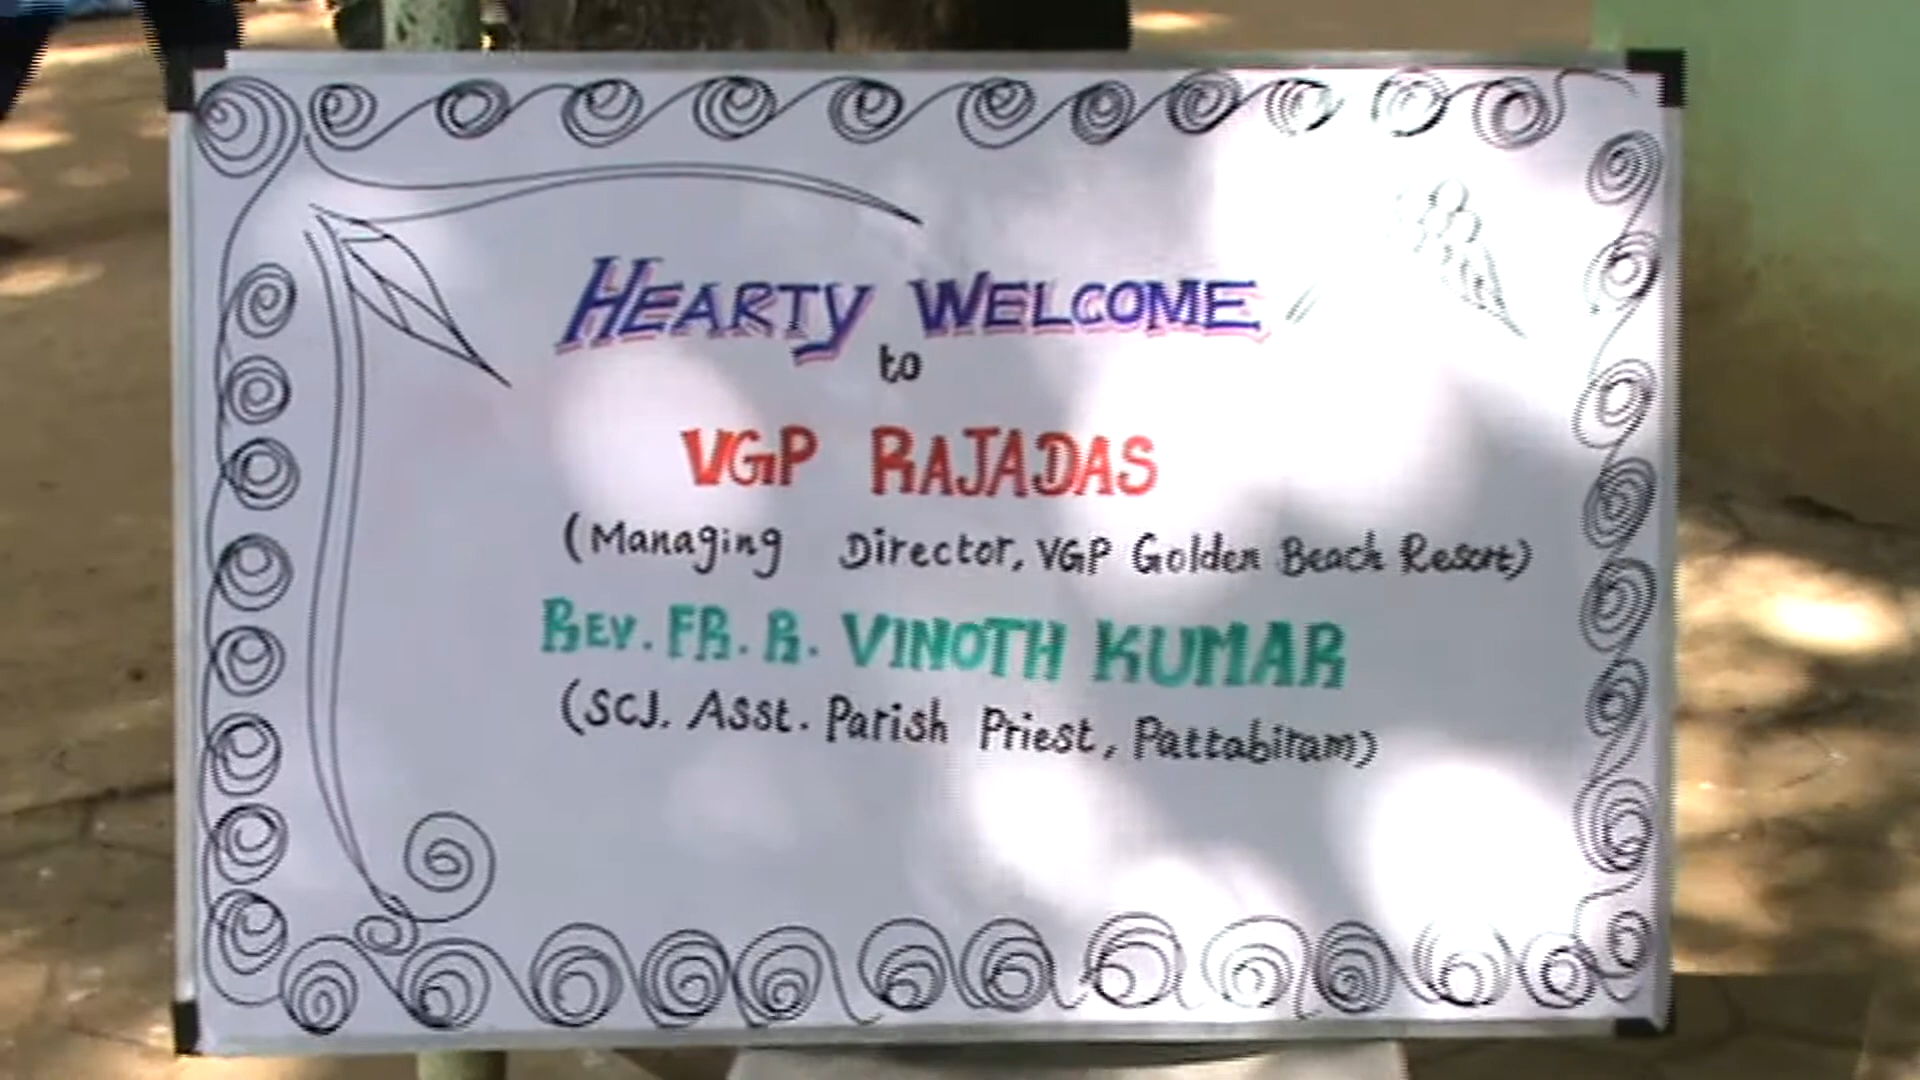 HEARTY WELCOME
to
VGP RAJADAS
(Managing Director, VGP Golden Beach Resort)
REV. FR. R. VINOTH KUMAR
(SCJ. Asst. Parish Priest, Pattabiram)